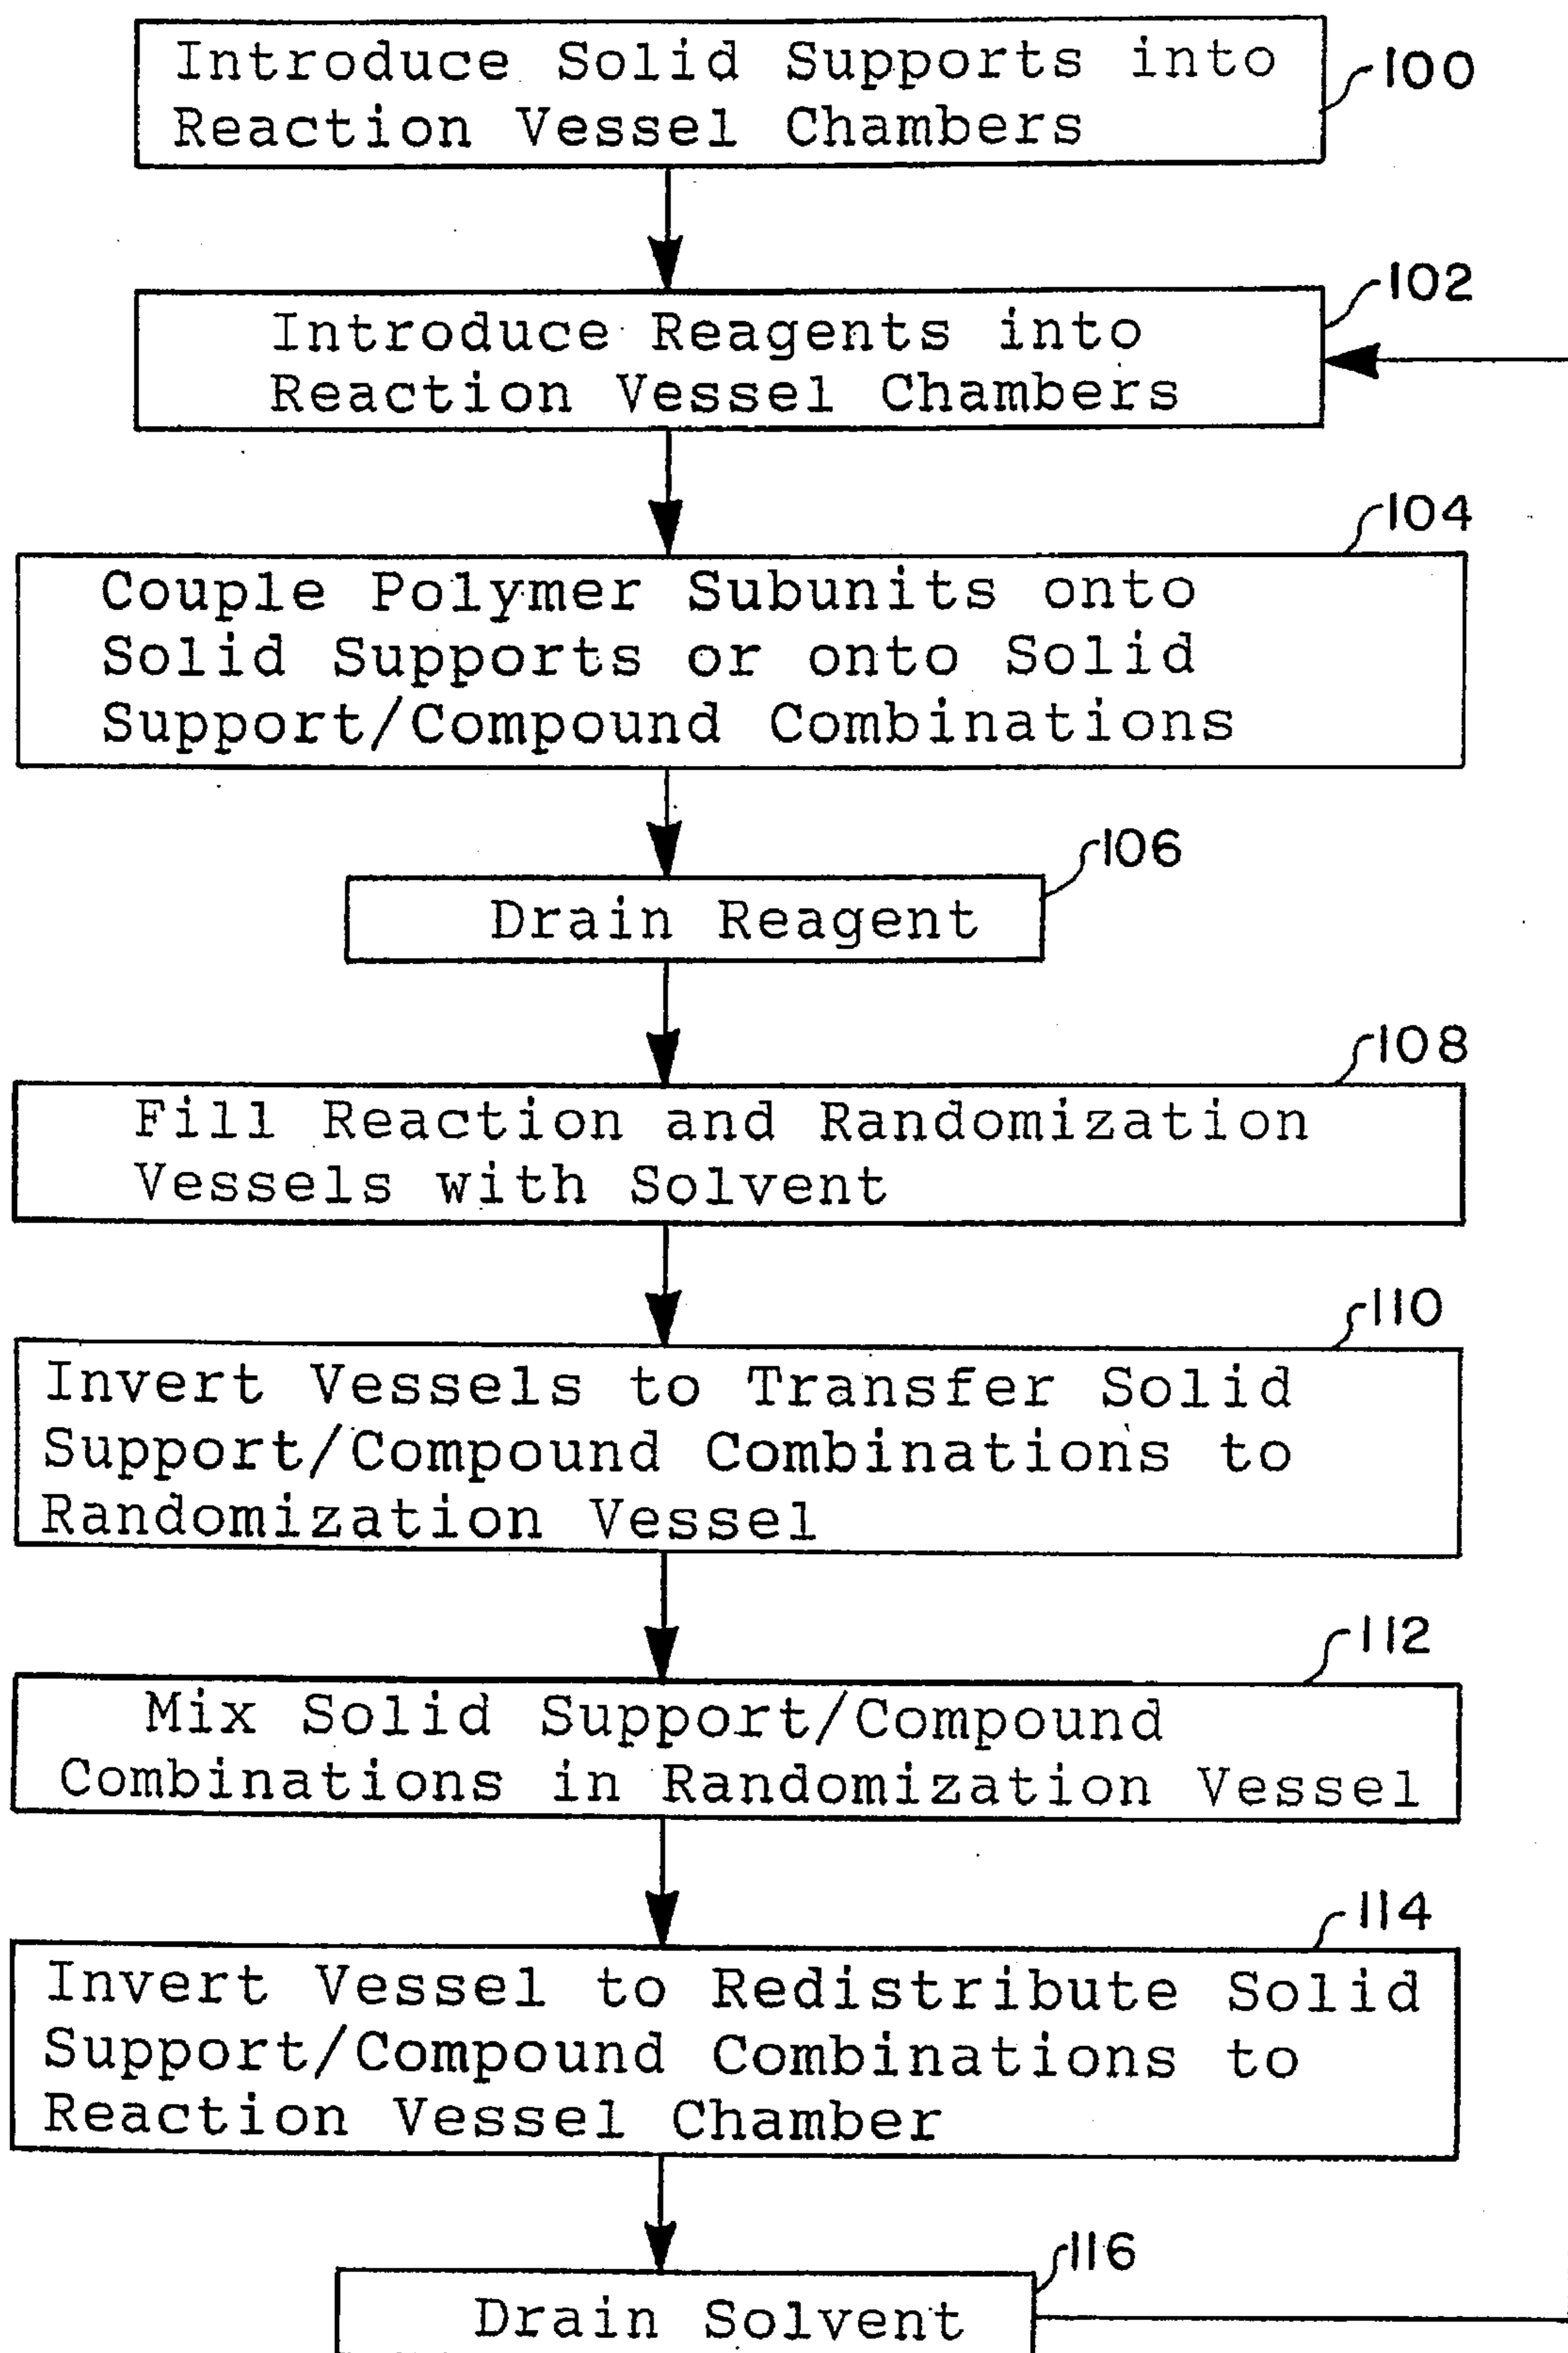 Introduce Solid Supports into
Reaction Vessel Chambers
100
102
Introduce Reagents into
Reaction Vessel Chambers
104
Couple Polymer Subunits onto
Solid Supports or onto Solid
Support/Compound Combinations
106
Drain Reagent
108
Fill Reaction and Randomization
Vessels with Solvent
110
Invert Vessels to Transfer Solid
Support/Compound Combinations to
Randomization Vessel
112
Mix Solid Support/Compound
Combinations in Randomization Vessel
114
Invert Vessel to Redistribute Solid
Support/Compound Combinations to
Reaction Vessel Chamber
116
Drain Solvent